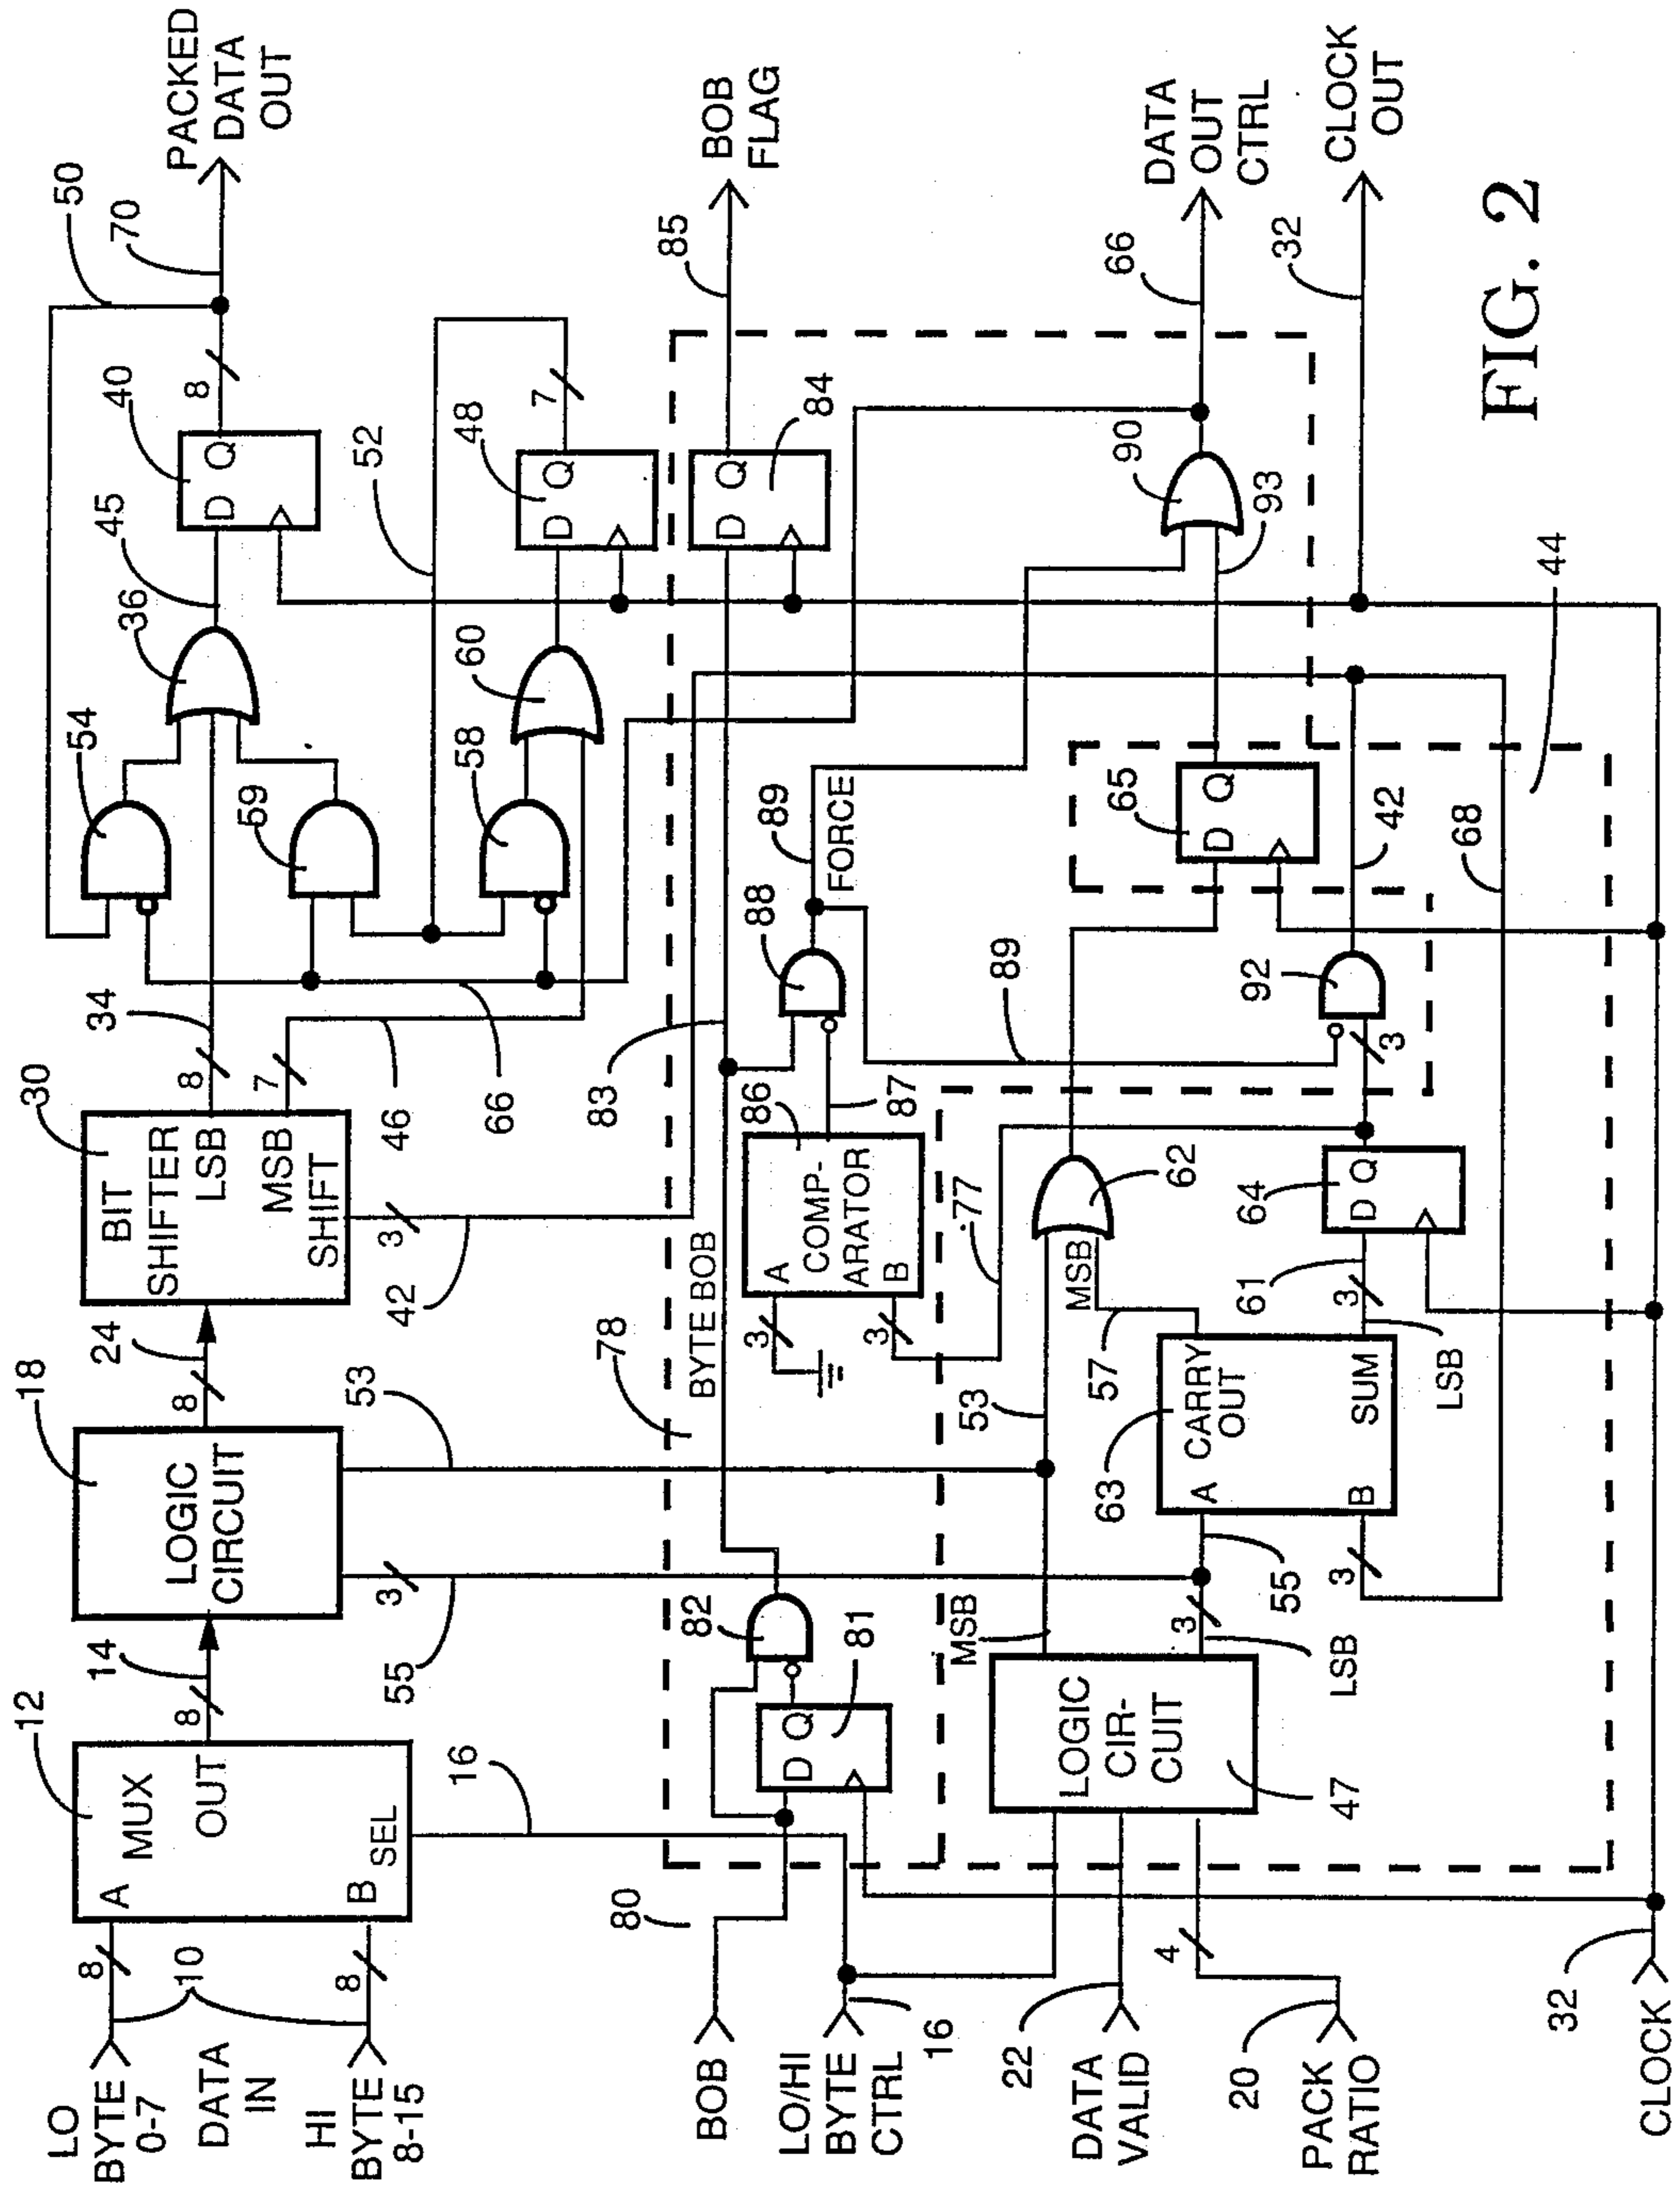 LO
BYTE
0-7
DATA
IN
HI
BYTE
8-15
8
8
10
12
A
MUX
OUT
B
SEL
16
14
8
18
LOGIC
CIRCUIT
3
55
53
24
8
30
BIT
SHIFTER
LSB
MSB
SHIFT
3
42
8
34
7
46
66
54
59
36
45
40
D Q
8
50
70
PACKED
DATA
OUT
52
58
60
48
D Q
7
BOB
80
LO/HI
BYTE
CTRL
16
DATA
VALID
22
PACK
RATIO
20
4
CLOCK
32
82
D Q
81
78
BYTE BOB
83
3
3
A
COMP-
ARATOR
B
86
87
88
89
FORCE
89
D Q
84
85
BOB
FLAG
LOGIC
CIR-
CUIT
47
MSB
3
LSB
55
53
63
A
CARRY
OUT
B
SUM
3
57
MSB
62
61
3
LSB
64
D Q
77
92
3
65
D Q
42
68
44
90
93
66
DATA
OUT
CTRL
32
CLOCK
OUT
FIG. 2